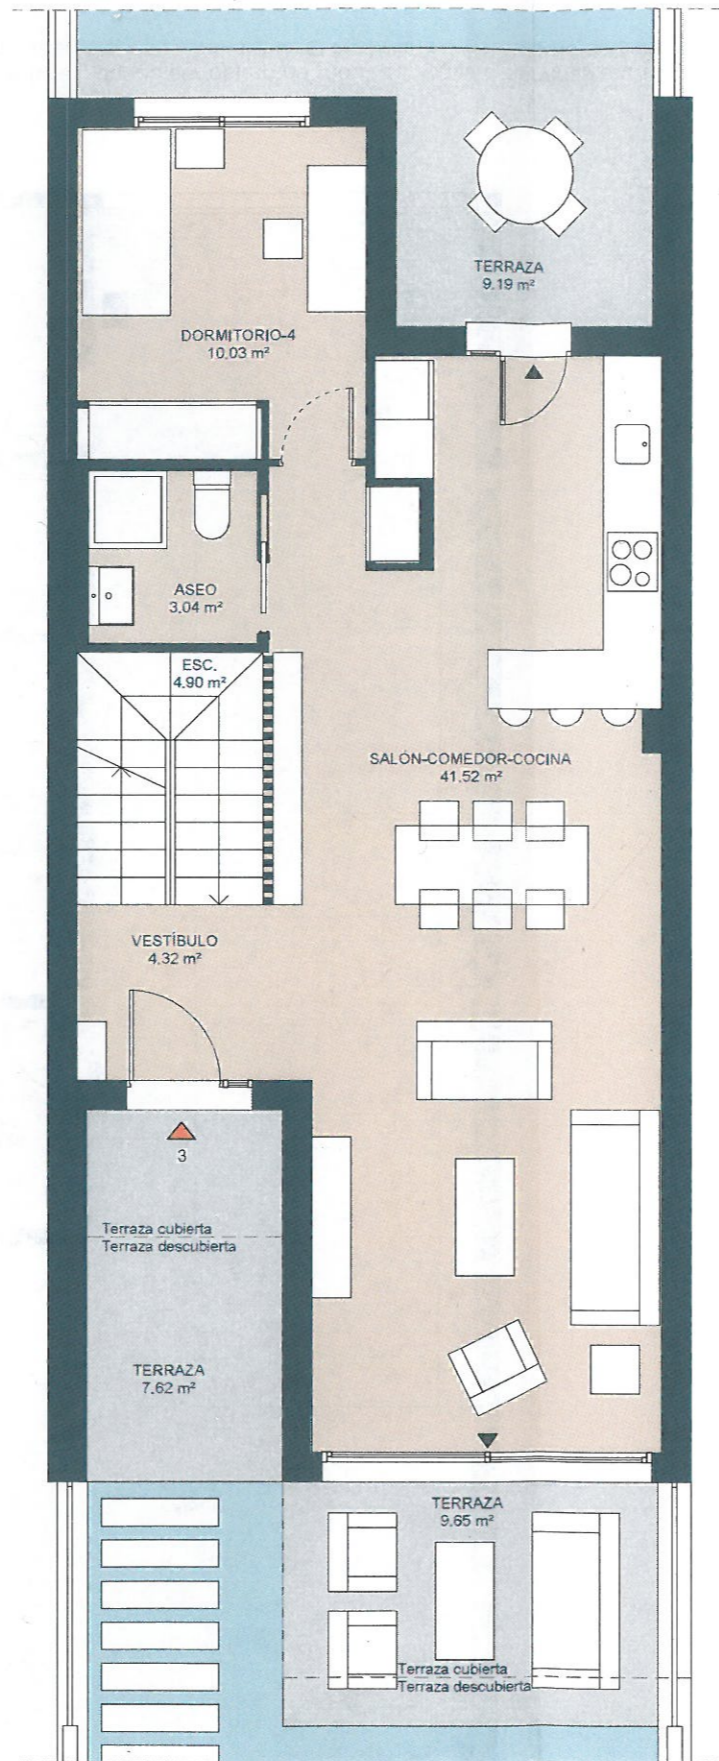 TERRAZA
9.19 m²
DORMITORIO-4
10,03 m²
ASEO
3.04 m²
ESC.
4.90 m²
SALÓN-COMEDOR-COCINA
41.52 m²
VESTÍBULO
4.32 m²
3
Terraza cubierta
Terraza descubierta
TERRAZA
7.62 m²
TERRAZA
9.65 m²
Terraza cubierta
Terraza descubierta